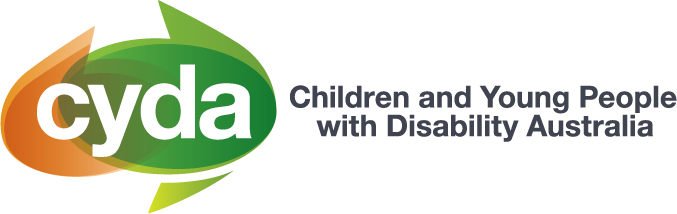 cyda
Children and Young People
with Disability Australia